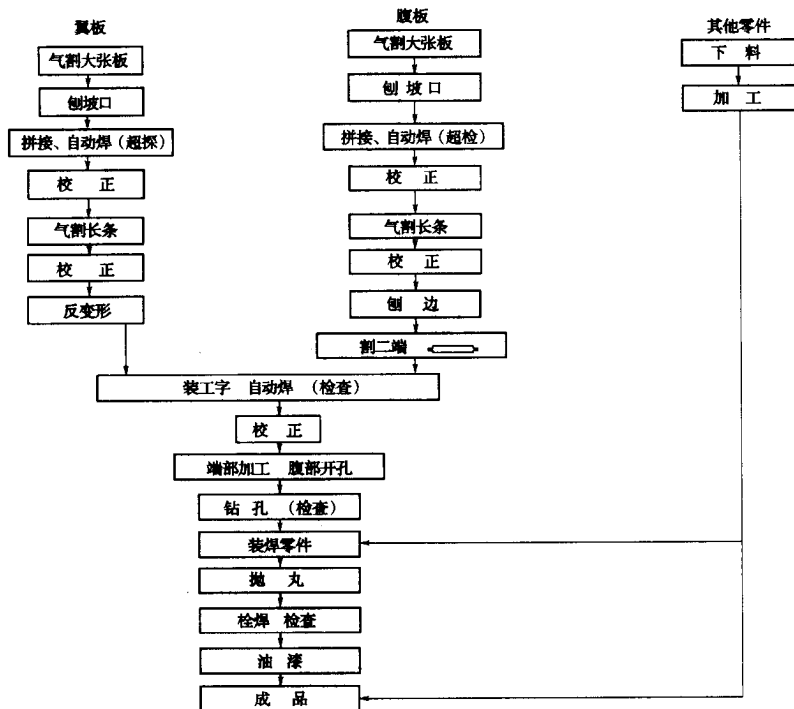 翼板
气割大张板
刨坡口
拼接、自动焊(超探)
校 正
气割长条
校 正
反变形
腹板
气割大张板
刨 坡 口
拼接、自动焊(超检)
校 正
气割长条
校 正
刨 边
割二端
其他零件
下 料
加 工
装工字 自动焊 (检查)
校 正
端部加工 腹部开孔
钻 孔 (检查)
装焊零件
抛 丸
栓焊 检查
油 漆
成 品